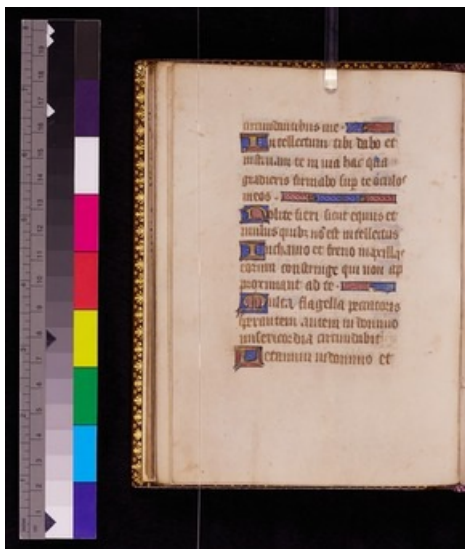 circumdantibus me
Intellectum tibi dabo et
instruam te in via hac qua
gradieris firmabo sup te oculos
meos
Nolite fieri sicut equus et
mulus quibz nō est intellectus
In chamo et freno maxillas
eorum constringe qui non ap
proximant ad te
Multa flagella peccatoris
sperantem autem in domino
misericordia circundabit
Letamini in domino et